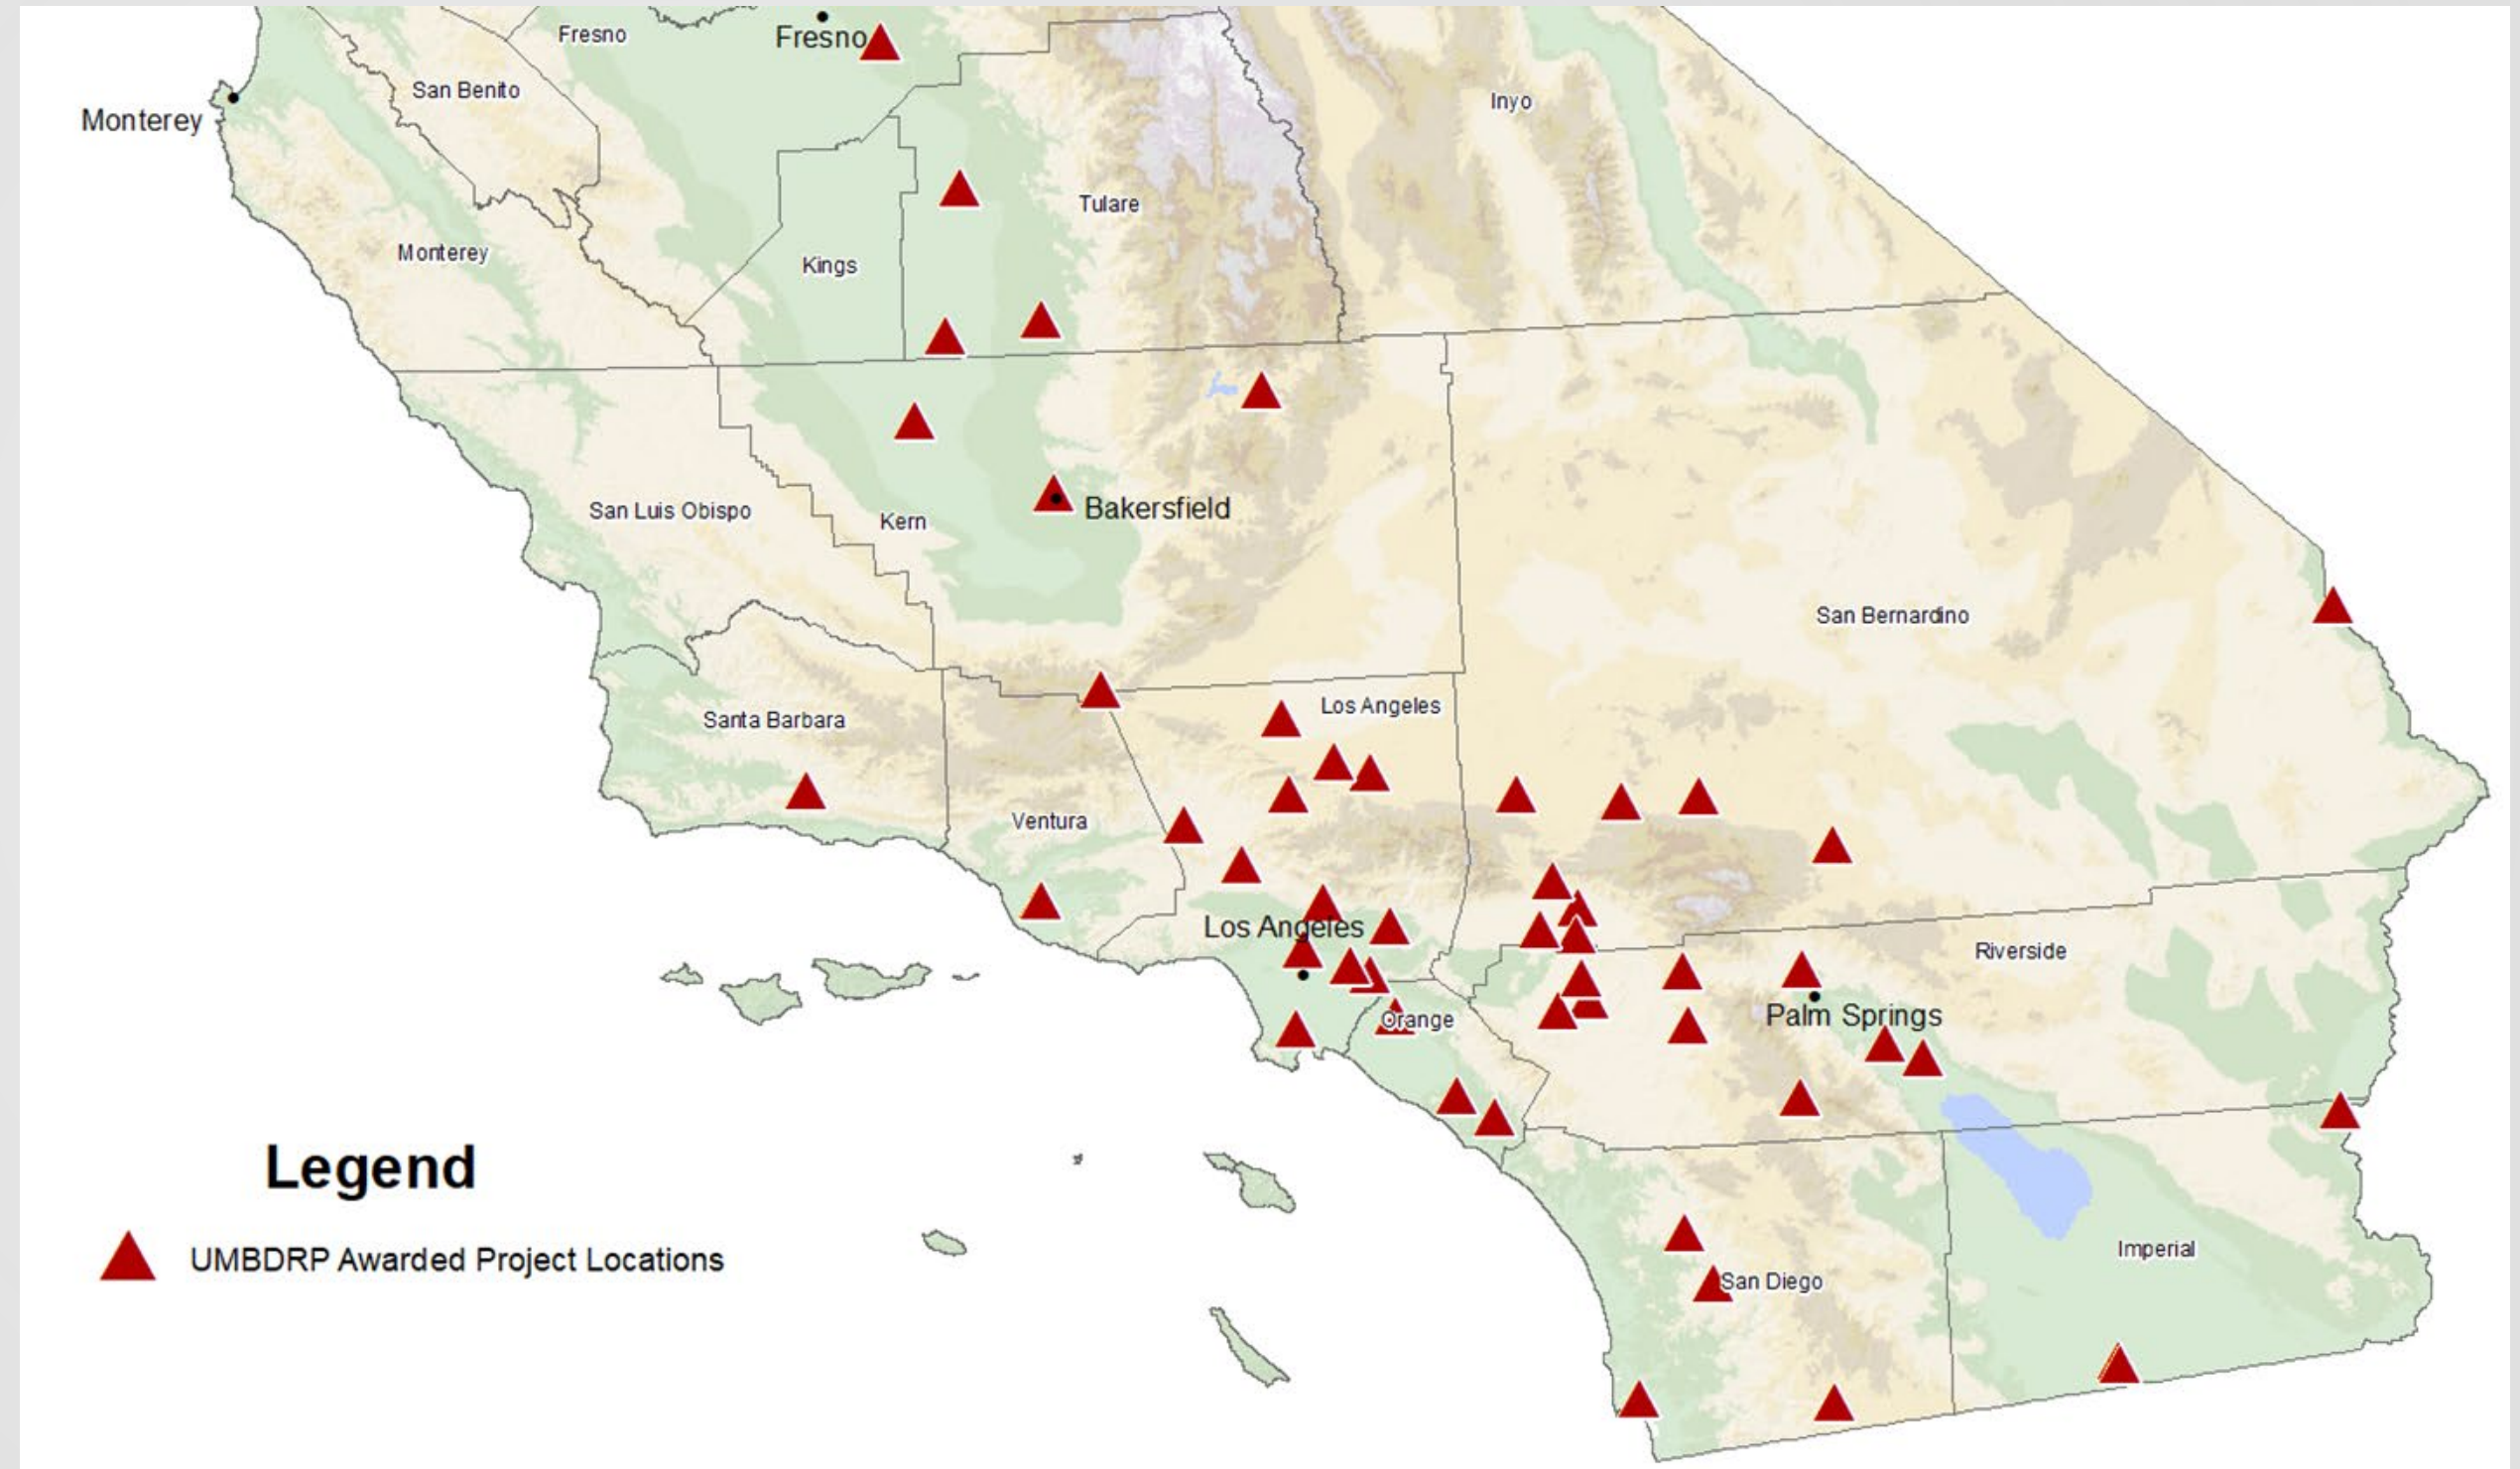 Fresno
Fresno
San Benito
Monterey
Inyo
Tulare
Monterey
Kings
Bakersfield
San Luis Obispo
Kern
San Bernardino
Los Angeles
Santa Barbara
Ventura
Los Angeles
Riverside
Palm Springs
Orange
Legend
UMBDRP Awarded Project Locations
Imperial
San Diego